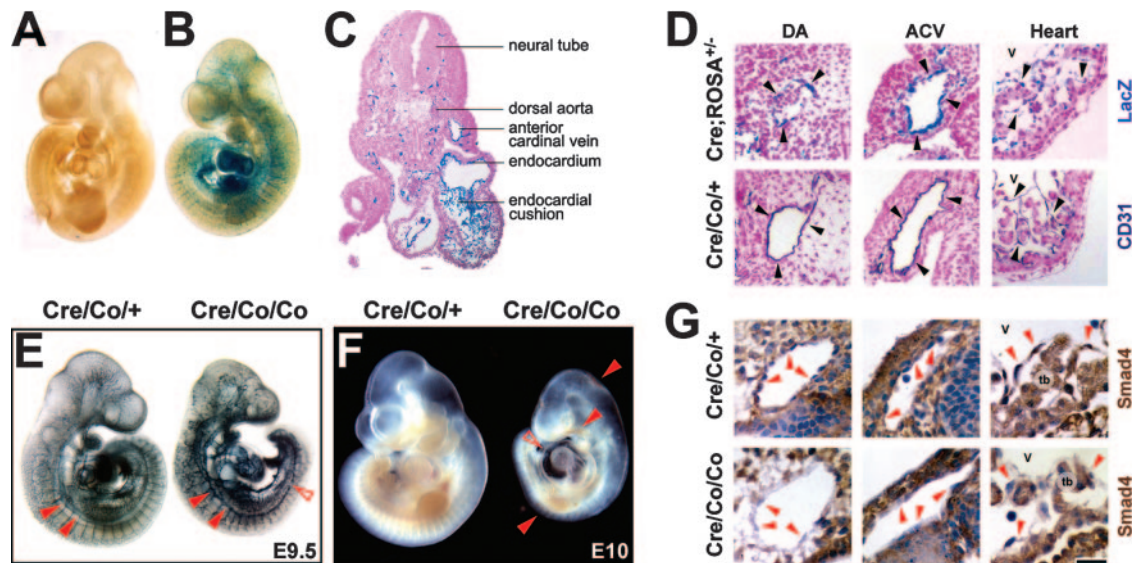 A
B
C
neural tube
dorsal aorta
anterior
cardinal vein
endocardium
endocardial
cushion
D
DA
ACV
Heart
Cre;ROSA+/-
V
LacZ
Cre/Co/+
V
CD31
Cre/Co/+
Cre/Co/Co
E
E9.5
Cre/Co/+
Cre/Co/Co
F
E10
G
Cre/Co/+
V
tb
Smad4
Cre/Co/Co
V
tb
Smad4